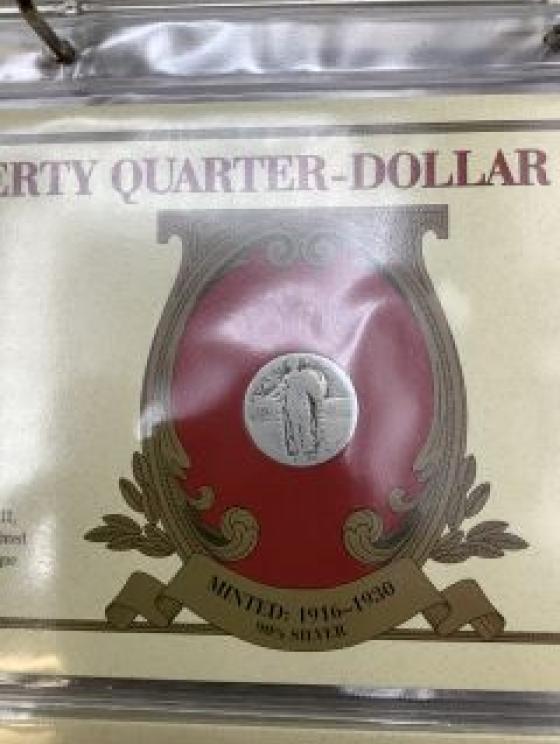 ERTY QUARTER-DOLLAR
MINTED: 1916~1930
90% SILVER